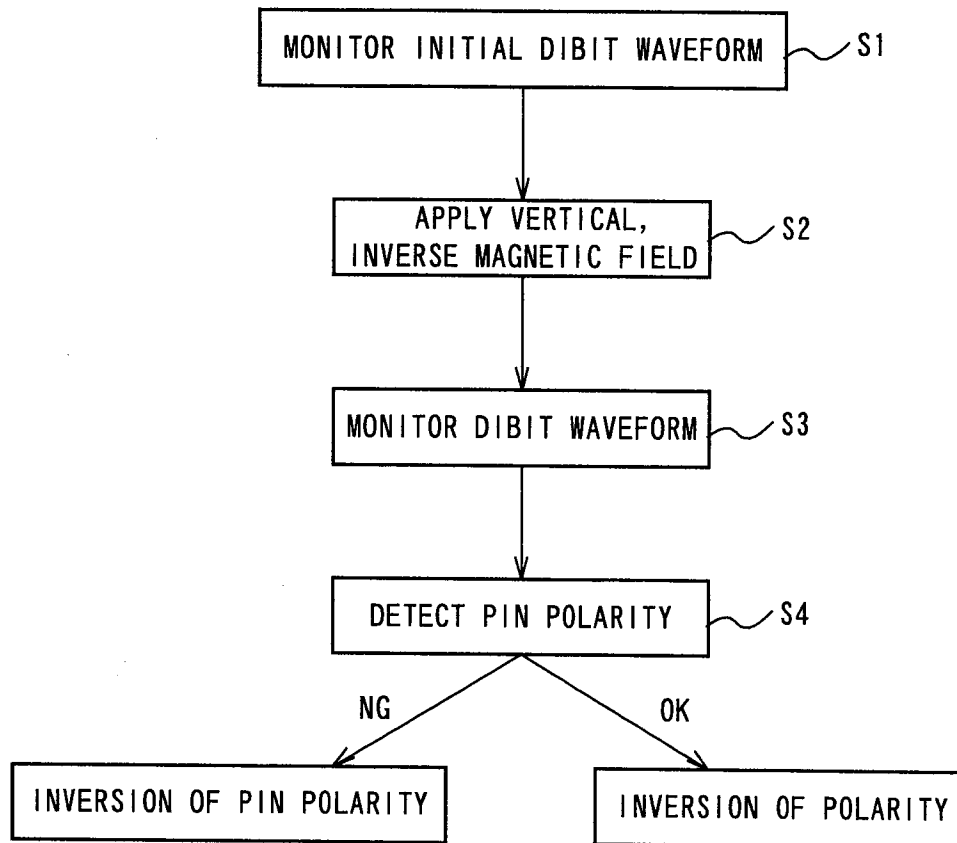 MONITOR INITIAL DIBIT WAVEFORM
S1
APPLY VERTICAL,
INVERSE MAGNETIC FIELD
S2
MONITOR DIBIT WAVEFORM
S3
DETECT PIN POLARITY
S4
NG
OK
INVERSION OF PIN POLARITY
INVERSION OF POLARITY